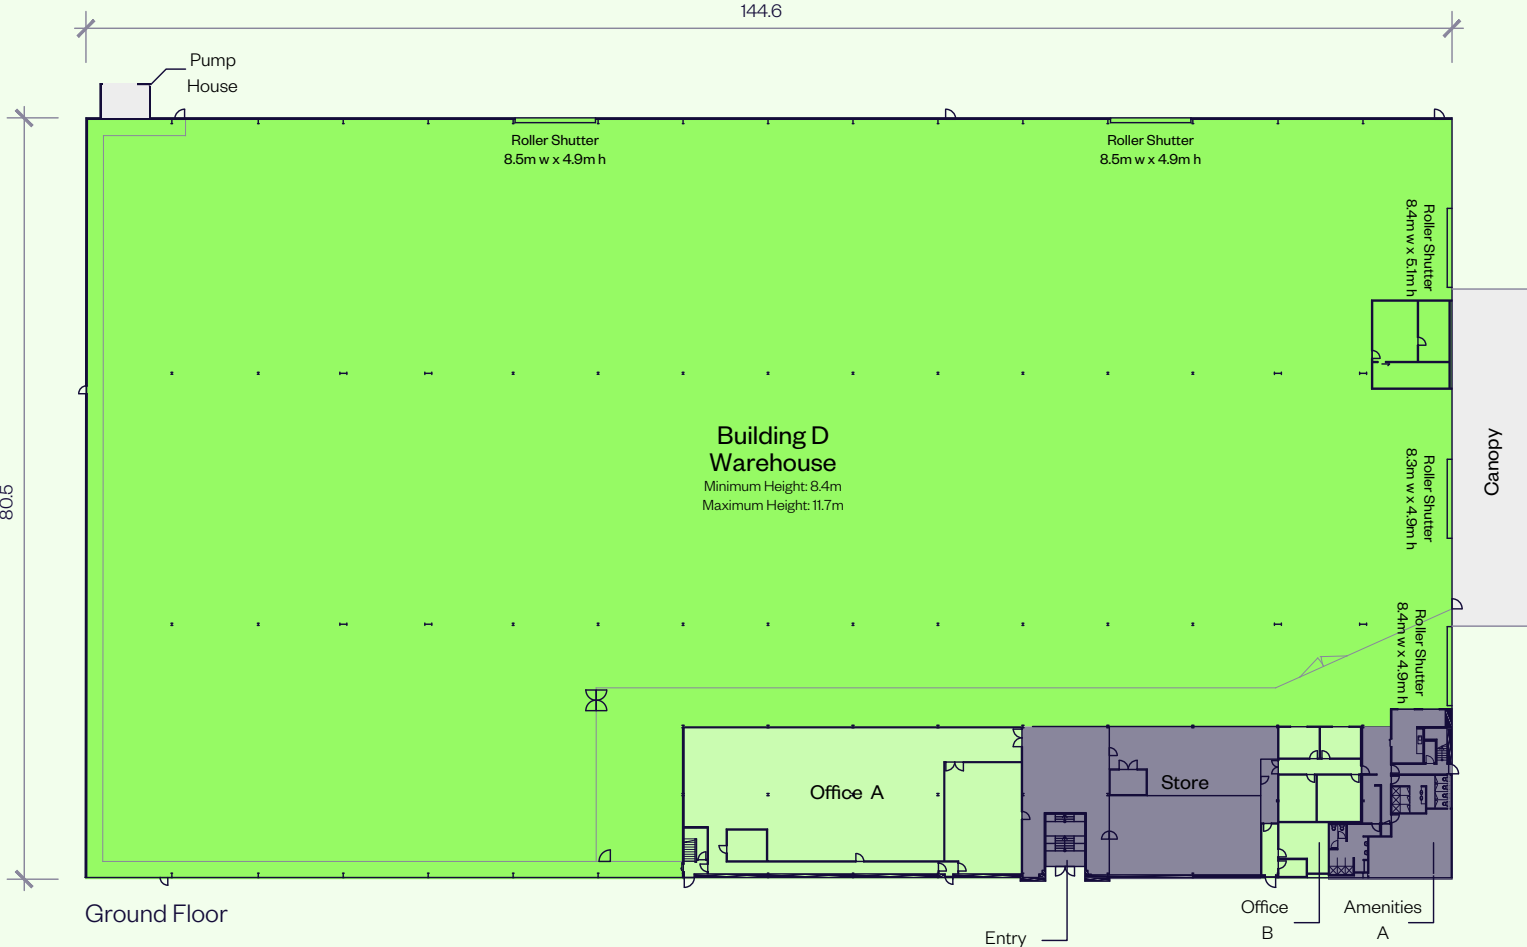 144.6
Pump
House
Roller Shutter
8.5m w x 4.9m h
Roller Shutter
8.5m w x 4.9m h
Roller Shutter
8.4m w x 5.1m h
80.5
Building D
Warehouse
Minimum Height: 8.4m
Maximum Height: 11.7m
Roller Shutter
8.3m w x 4.9m h
Canopy
Roller Shutter
8.4m w x 4.9m h
Office A
Store
Ground Floor
Entry
Office
B
Amenities
A